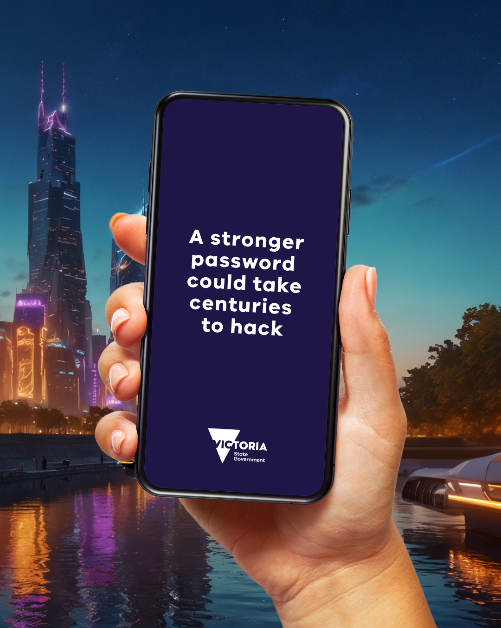 A stronger
password
could take
centuries
to hack
VICTORIA
State
Government